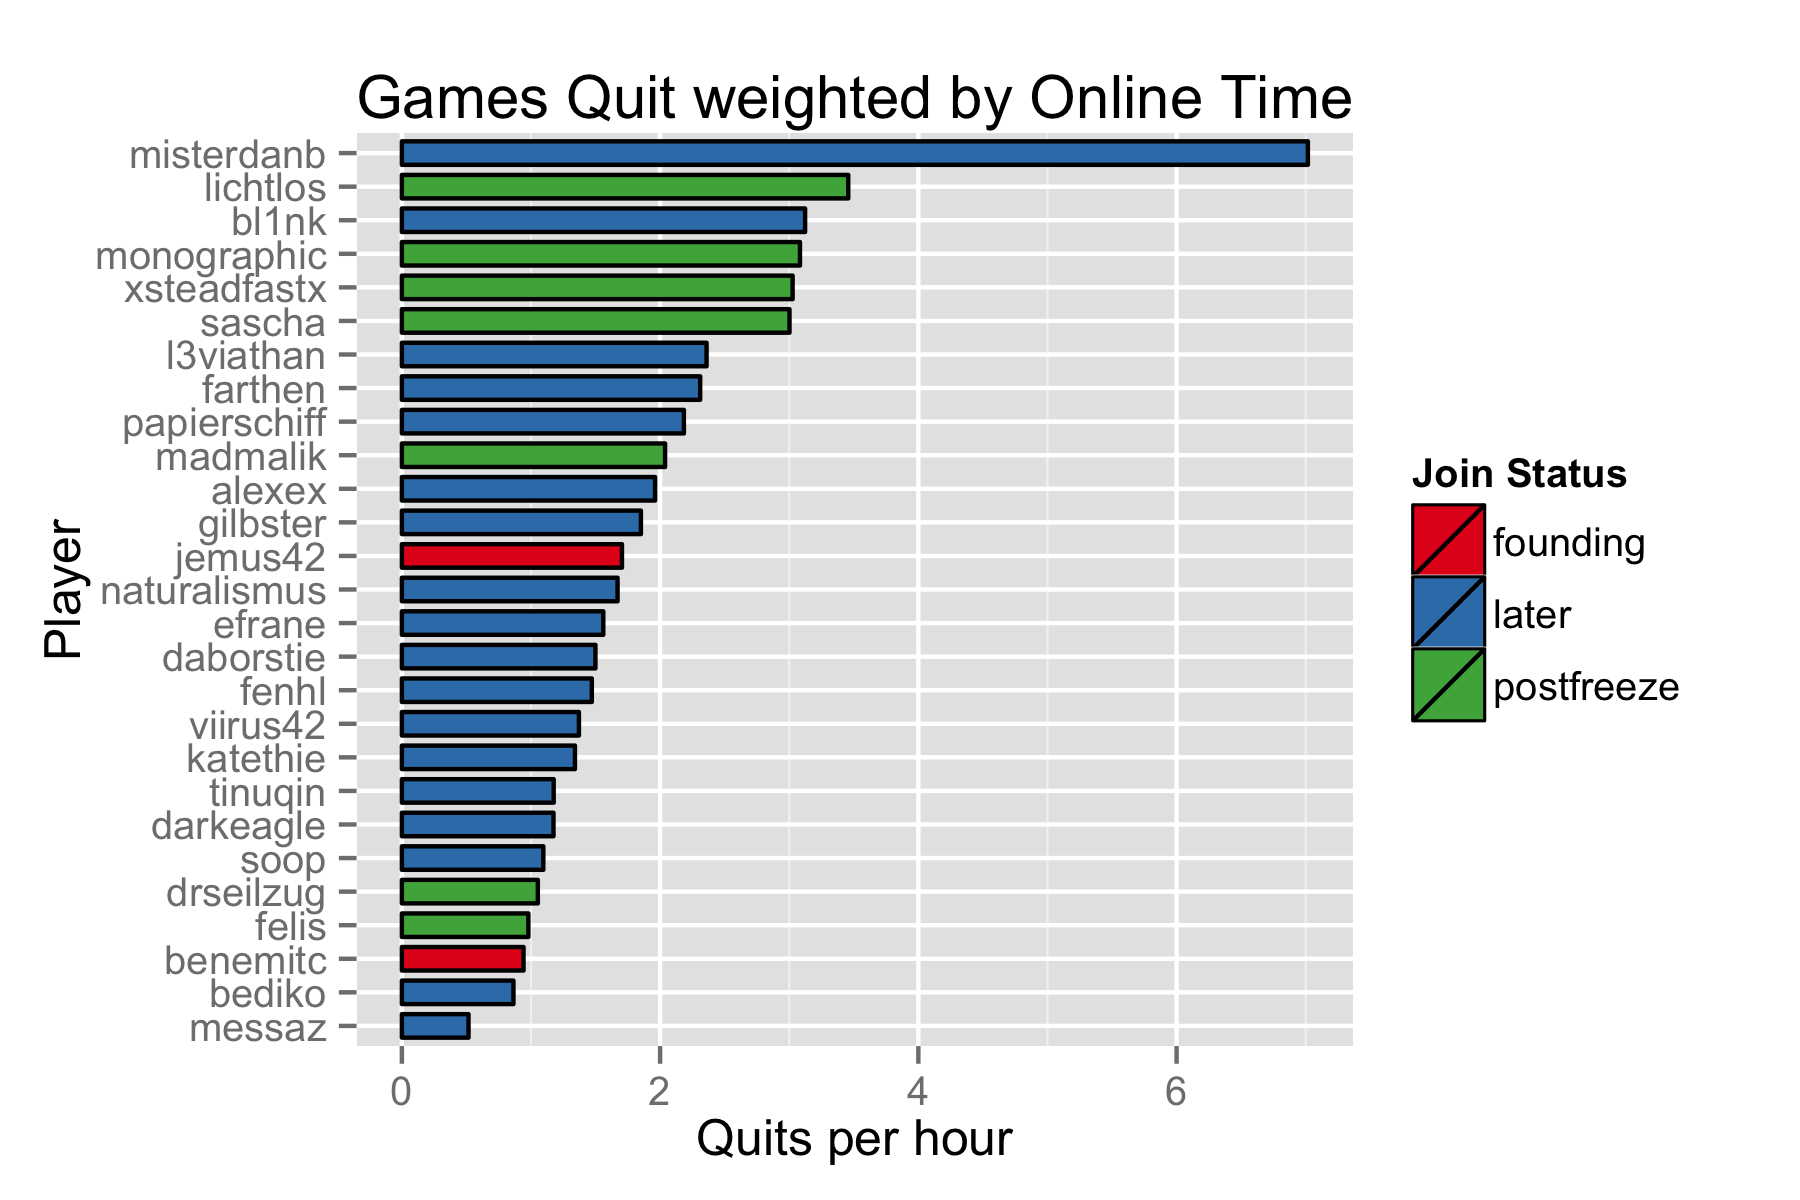 Games Quit weighted by Online Time
misterdanb
lichtlos
bl1nk
monographic
xsteadfastx
sascha
l3viathan
farthen
papierschiff
madmalik
alexex
gilbster
jemus42
naturalismus
efrane
daborstie
fenhl
viirus42
katethie
tinuqin
darkeagle
soop
drseilzug
felis
benemitc
bediko
messaz
Player
0 2 4 6
Quits per hour
Join Status
founding
later
postfreeze